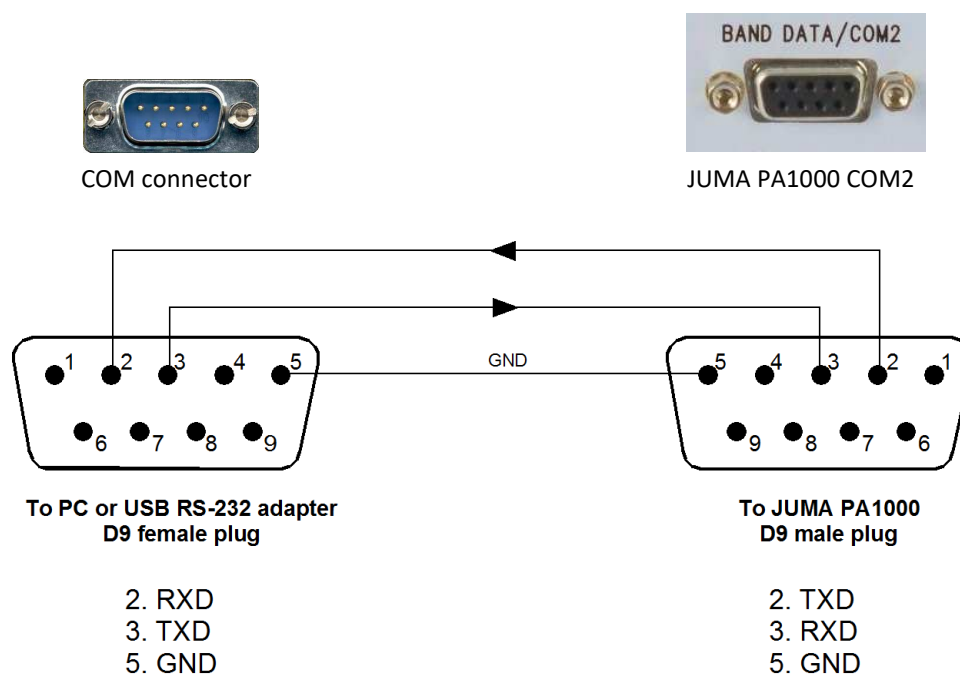 BAND DATA/COM2
COM connector
JUMA PA1000 COM2
GND
1 2 3 4 5
6 7 8 9
5 4 3 2 1
9 8 7 6
To PC or USB RS-232 adapter
D9 female plug
To JUMA PA1000
D9 male plug
2. RXD
3. TXD
5. GND
2. TXD
3. RXD
5. GND